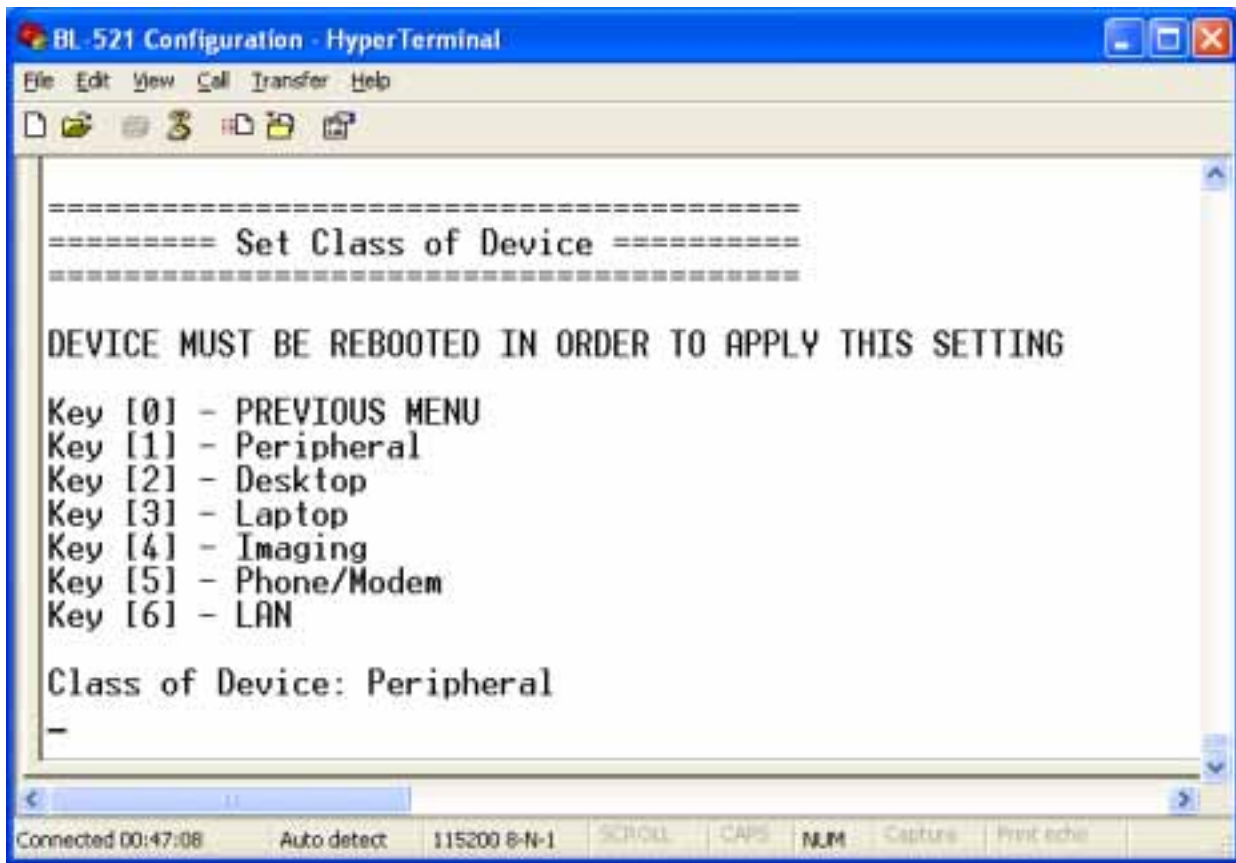 BL-521 Configuration - HyperTerminal
File Edit View Call Transfer Help
========================================
========= Set Class of Device ==========
========================================
DEVICE MUST BE REBOOTED IN ORDER TO APPLY THIS SETTING
Key [0] - PREVIOUS MENU
Key [1] - Peripheral
Key [2] - Desktop
Key [3] - Laptop
Key [4] - Imaging
Key [5] - Phone/Modem
Key [6] - LAN
Class of Device: Peripheral
_
Connected 00:47:08 Auto detect 115200 8-N-1 SCROLL CAPS NUM Capture Print echo